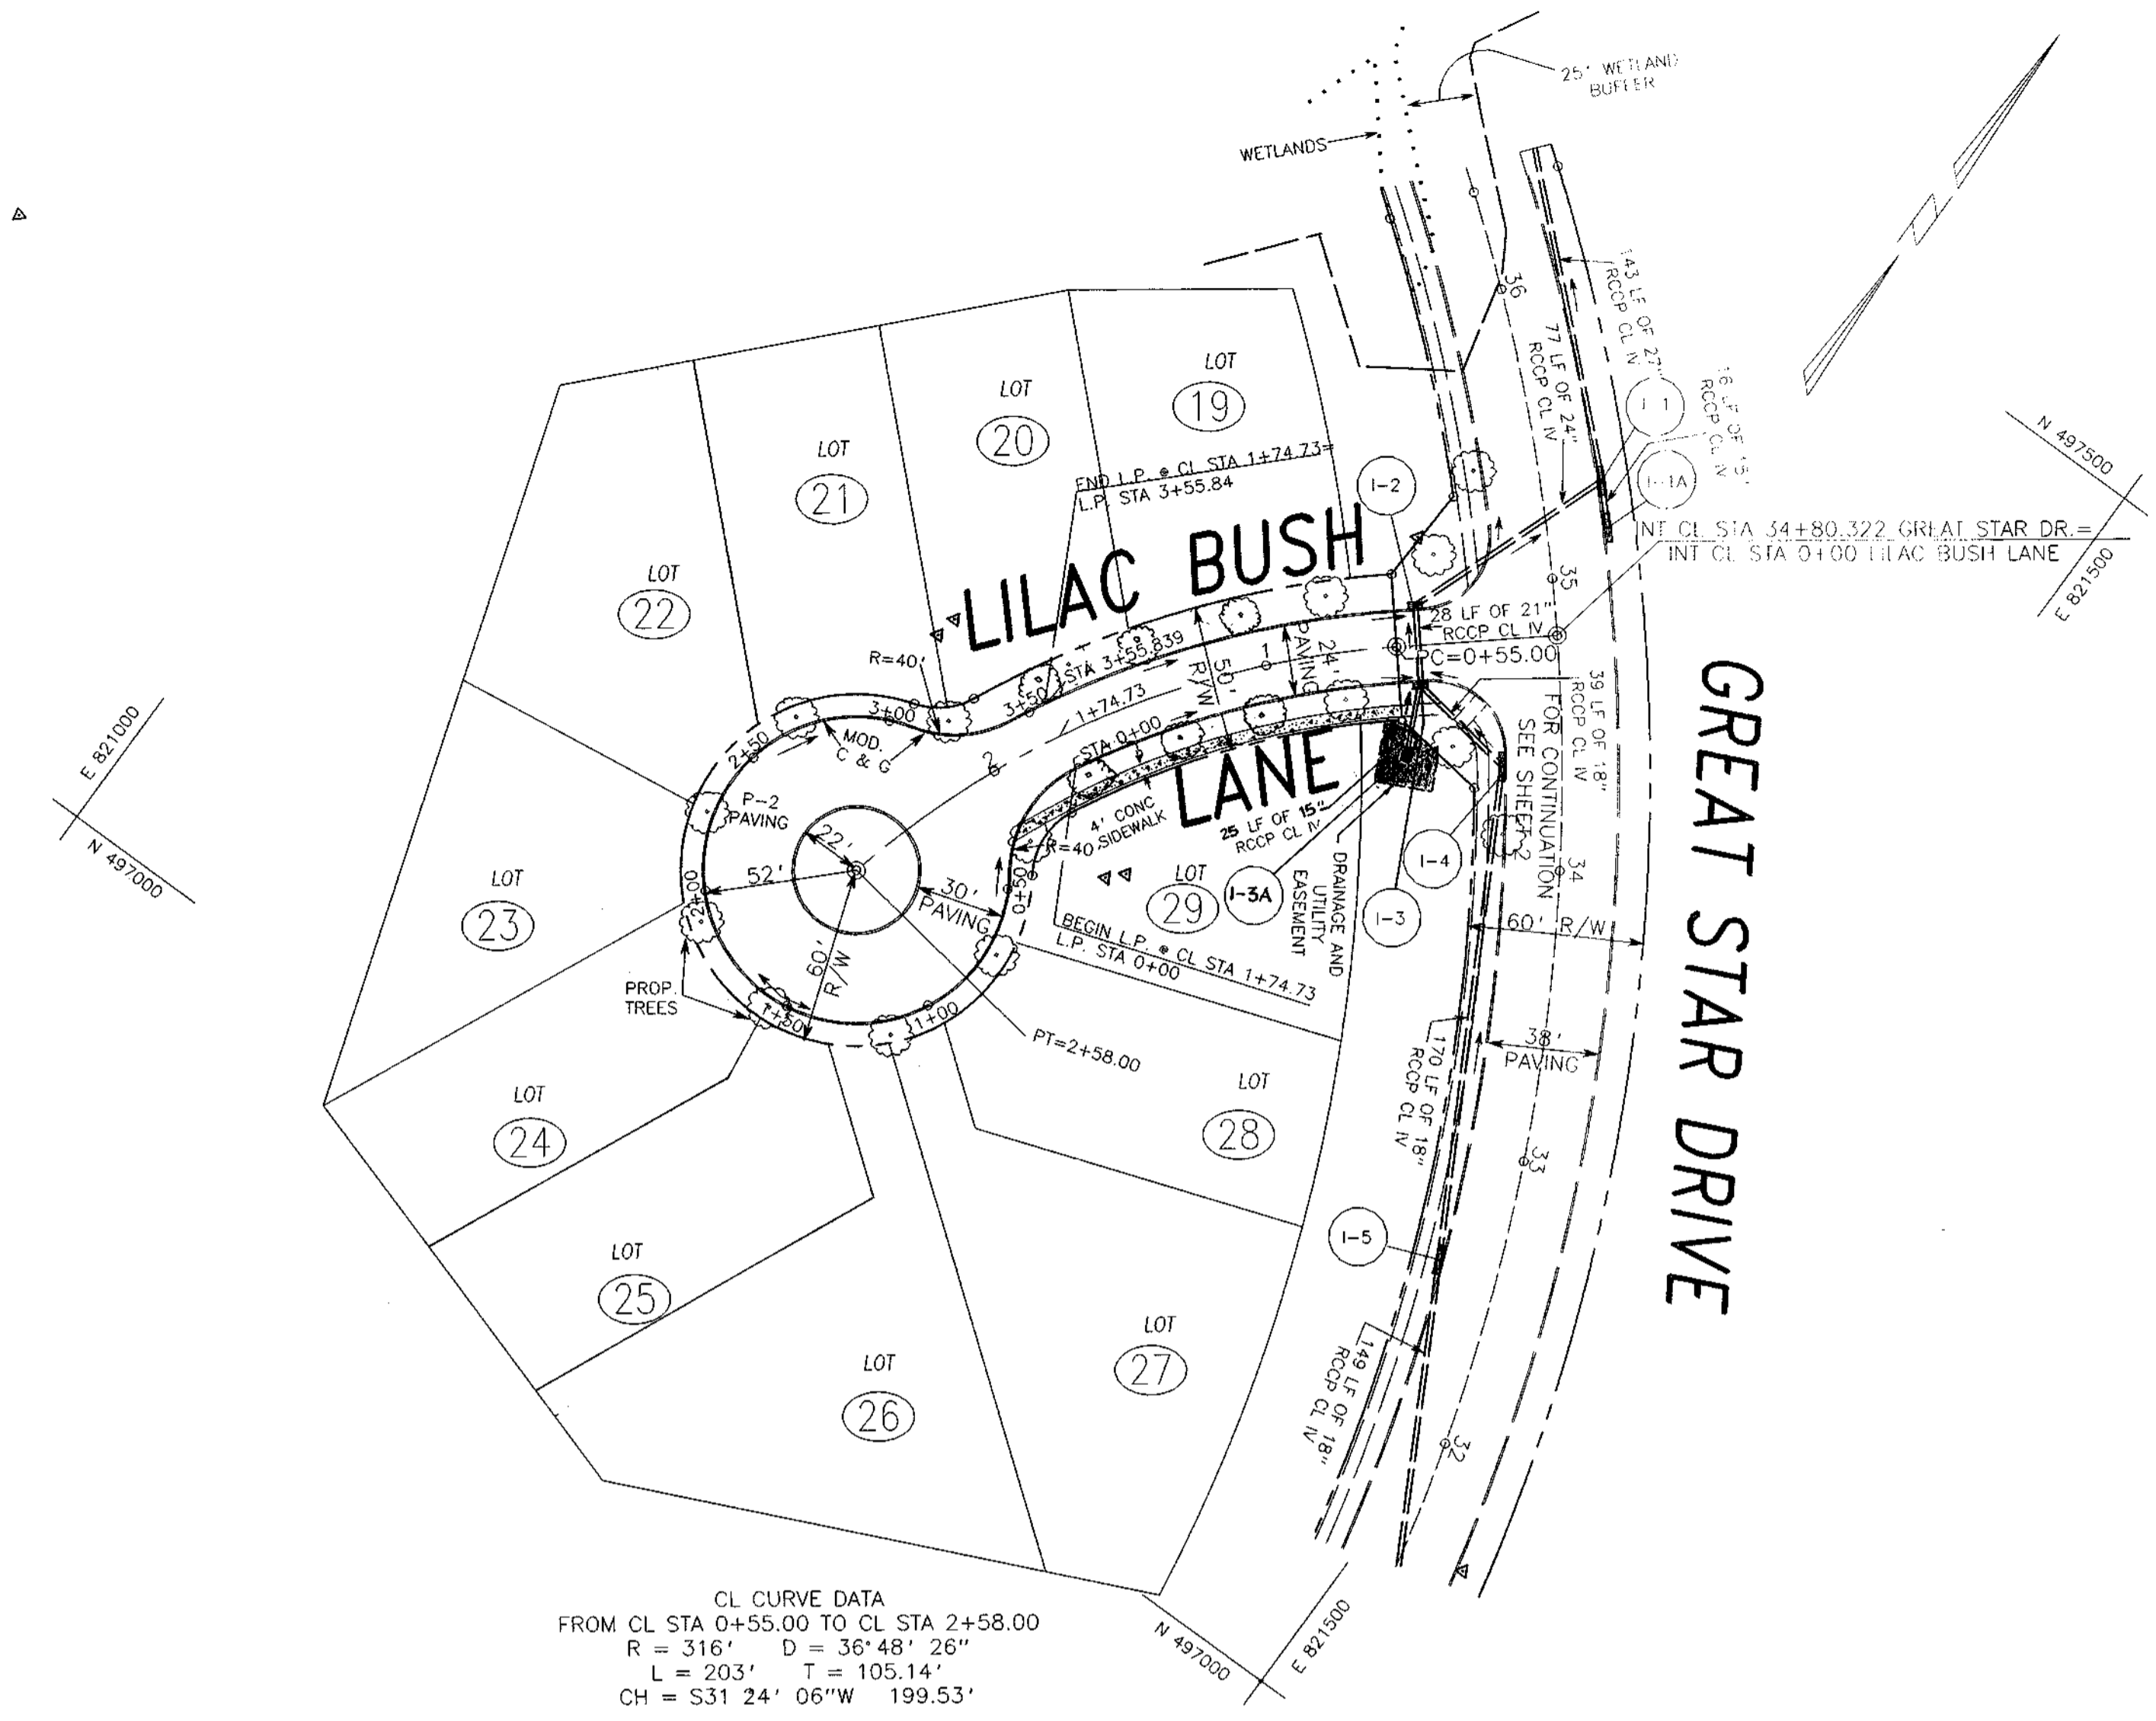 25' WETLAND
BUFFER
WETLANDS
143 LF OF 27"
RCCP CL IV
77 LF OF 24"
RCCP CL IV
16 LF OF 15"
RCCP CL IV
36
I-1
I-1A
I-2
N 497500
E 821500
INT CL STA 34+80.322 GREAT STAR DR.=
INT CL STA 0+00 LILAC BUSH LANE
LOT
19
LOT
20
LOT
21
LOT
22
END L.P. @ CL STA 1+74.73=
L.P. STA 3+55.84
LILAC BUSH
LANE
R=40'
STA 3+55.839
3+50
3+00
2+50
MOD.
C & G
1+74.73
2
1
50'
R/W
24'
PAVING
28 LF OF 21"
RCCP CL IV
PC=0+55.00
35
39 LF OF 18"
RCCP CL IV
FOR CONTINUATION
SEE SHEET 2
GREAT STAR DRIVE
E 821000
N 497000
P-2
PAVING
22'
52'
30'
PAVING
60'
R/W
STA 0+00
4' CONC
SIDEWALK
R=40
0+50
1+00
1+50
2+00
25 LF OF 15"
RCCP CL IV
I-3A
I-3
I-4
DRAINAGE AND
UTILITY
EASEMENT
LOT
29
BEGIN L.P. @ CL STA 1+74.73
L.P. STA 0+00
34
60' R/W
38'
PAVING
LOT
23
PROP.
TREES
PT=2+58.00
170 LF OF 18"
RCCP CL IV
LOT
24
LOT
28
33
I-5
LOT
25
LOT
26
LOT
27
149 LF OF 18"
RCCP CL IV
32
CL CURVE DATA
FROM CL STA 0+55.00 TO CL STA 2+58.00
R = 316' D = 36°48' 26"
L = 203' T = 105.14'
CH = S31 24' 06"W 199.53'
N 497000
E 821500